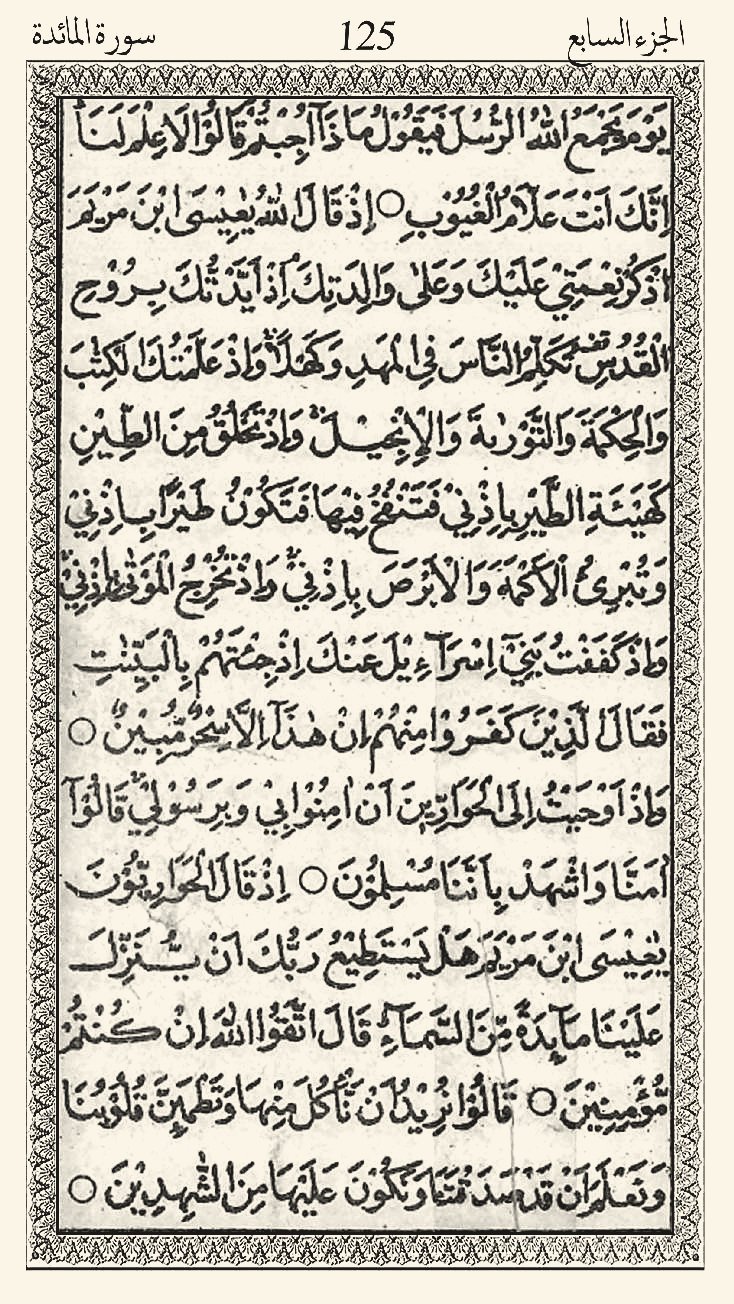 الجزء السابع 125 سورة المائدة
يَوْمَ يَجْمَعُ اللّٰهُ الرُّسُلَ فَيَقُوْلُ مَاذَاۤ اُجِبْتُمْ قَالُوْا لَا عِلْمَ لَنَا
اِنَّكَ اَنْتَ عَلَّامُ الْغُيُوْبِ ○ اِذْ قَالَ اللّٰهُ يٰعِيْسَى ابْنَ مَرْيَمَ
اذْكُرْ نِعْمَتِيْ عَلَيْكَ وَعَلٰى وَالِدَتِكَ ۘ اِذْ اَيَّدْتُّكَ بِرُوْحِ
الْقُدُسِ تُكَلِّمُ النَّاسَ فِي الْمَهْدِ وَكَهْلًا ۚ وَاِذْ عَلَّمْتُكَ الْكِتٰبَ
وَالْحِكْمَةَ وَالتَّوْرٰىةَ وَالْاِنْجِيْلَ ۚ وَاِذْ تَخْلُقُ مِنَ الطِّيْنِ
كَهَيْـَٔةِ الطَّيْرِ بِاِذْنِيْ فَتَنْفُخُ فِيْهَا فَتَكُوْنُ طَيْرًا بِاِذْنِيْ
وَتُبْرِئُ الْاَكْمَهَ وَالْاَبْرَصَ بِاِذْنِيْ ۚ وَاِذْ تُخْرِجُ الْمَوْتٰى بِاِذْنِيْ ۚ
وَاِذْ كَفَفْتُ بَنِيْۤ اِسْرَآءِيْلَ عَنْكَ اِذْ جِئْتَهُمْ بِالْبَيِّنٰتِ
فَقَالَ الَّذِيْنَ كَفَرُوْا مِنْهُمْ اِنْ هٰذَاۤ اِلَّا سِحْرٌ مُّبِيْنٌ ○
وَاِذْ اَوْحَيْتُ اِلَى الْحَوَارِيّٖنَ اَنْ اٰمِنُوْا بِيْ وَبِرَسُوْلِيْ ۚ قَالُوْۤا
اٰمَنَّا وَاشْهَدْ بِاَنَّنَا مُسْلِمُوْنَ ○ اِذْ قَالَ الْحَوَارِيُّوْنَ
يٰعِيْسَى ابْنَ مَرْيَمَ هَلْ يَسْتَطِيْعُ رَبُّكَ اَنْ يُّنَزِّلَ
عَلَيْنَا مَآئِدَةً مِّنَ السَّمَآءِ ۚ قَالَ اتَّقُوا اللّٰهَ اِنْ كُنْتُمْ
مُّؤْمِنِيْنَ ○ قَالُوْا نُرِيْدُ اَنْ نَّاْكُلَ مِنْهَا وَتَطْمَئِنَّ قُلُوْبُنَا
وَنَعْلَمَ اَنْ قَدْ صَدَقْتَنَا وَنَكُوْنَ عَلَيْهَا مِنَ الشّٰهِدِيْنَ ○